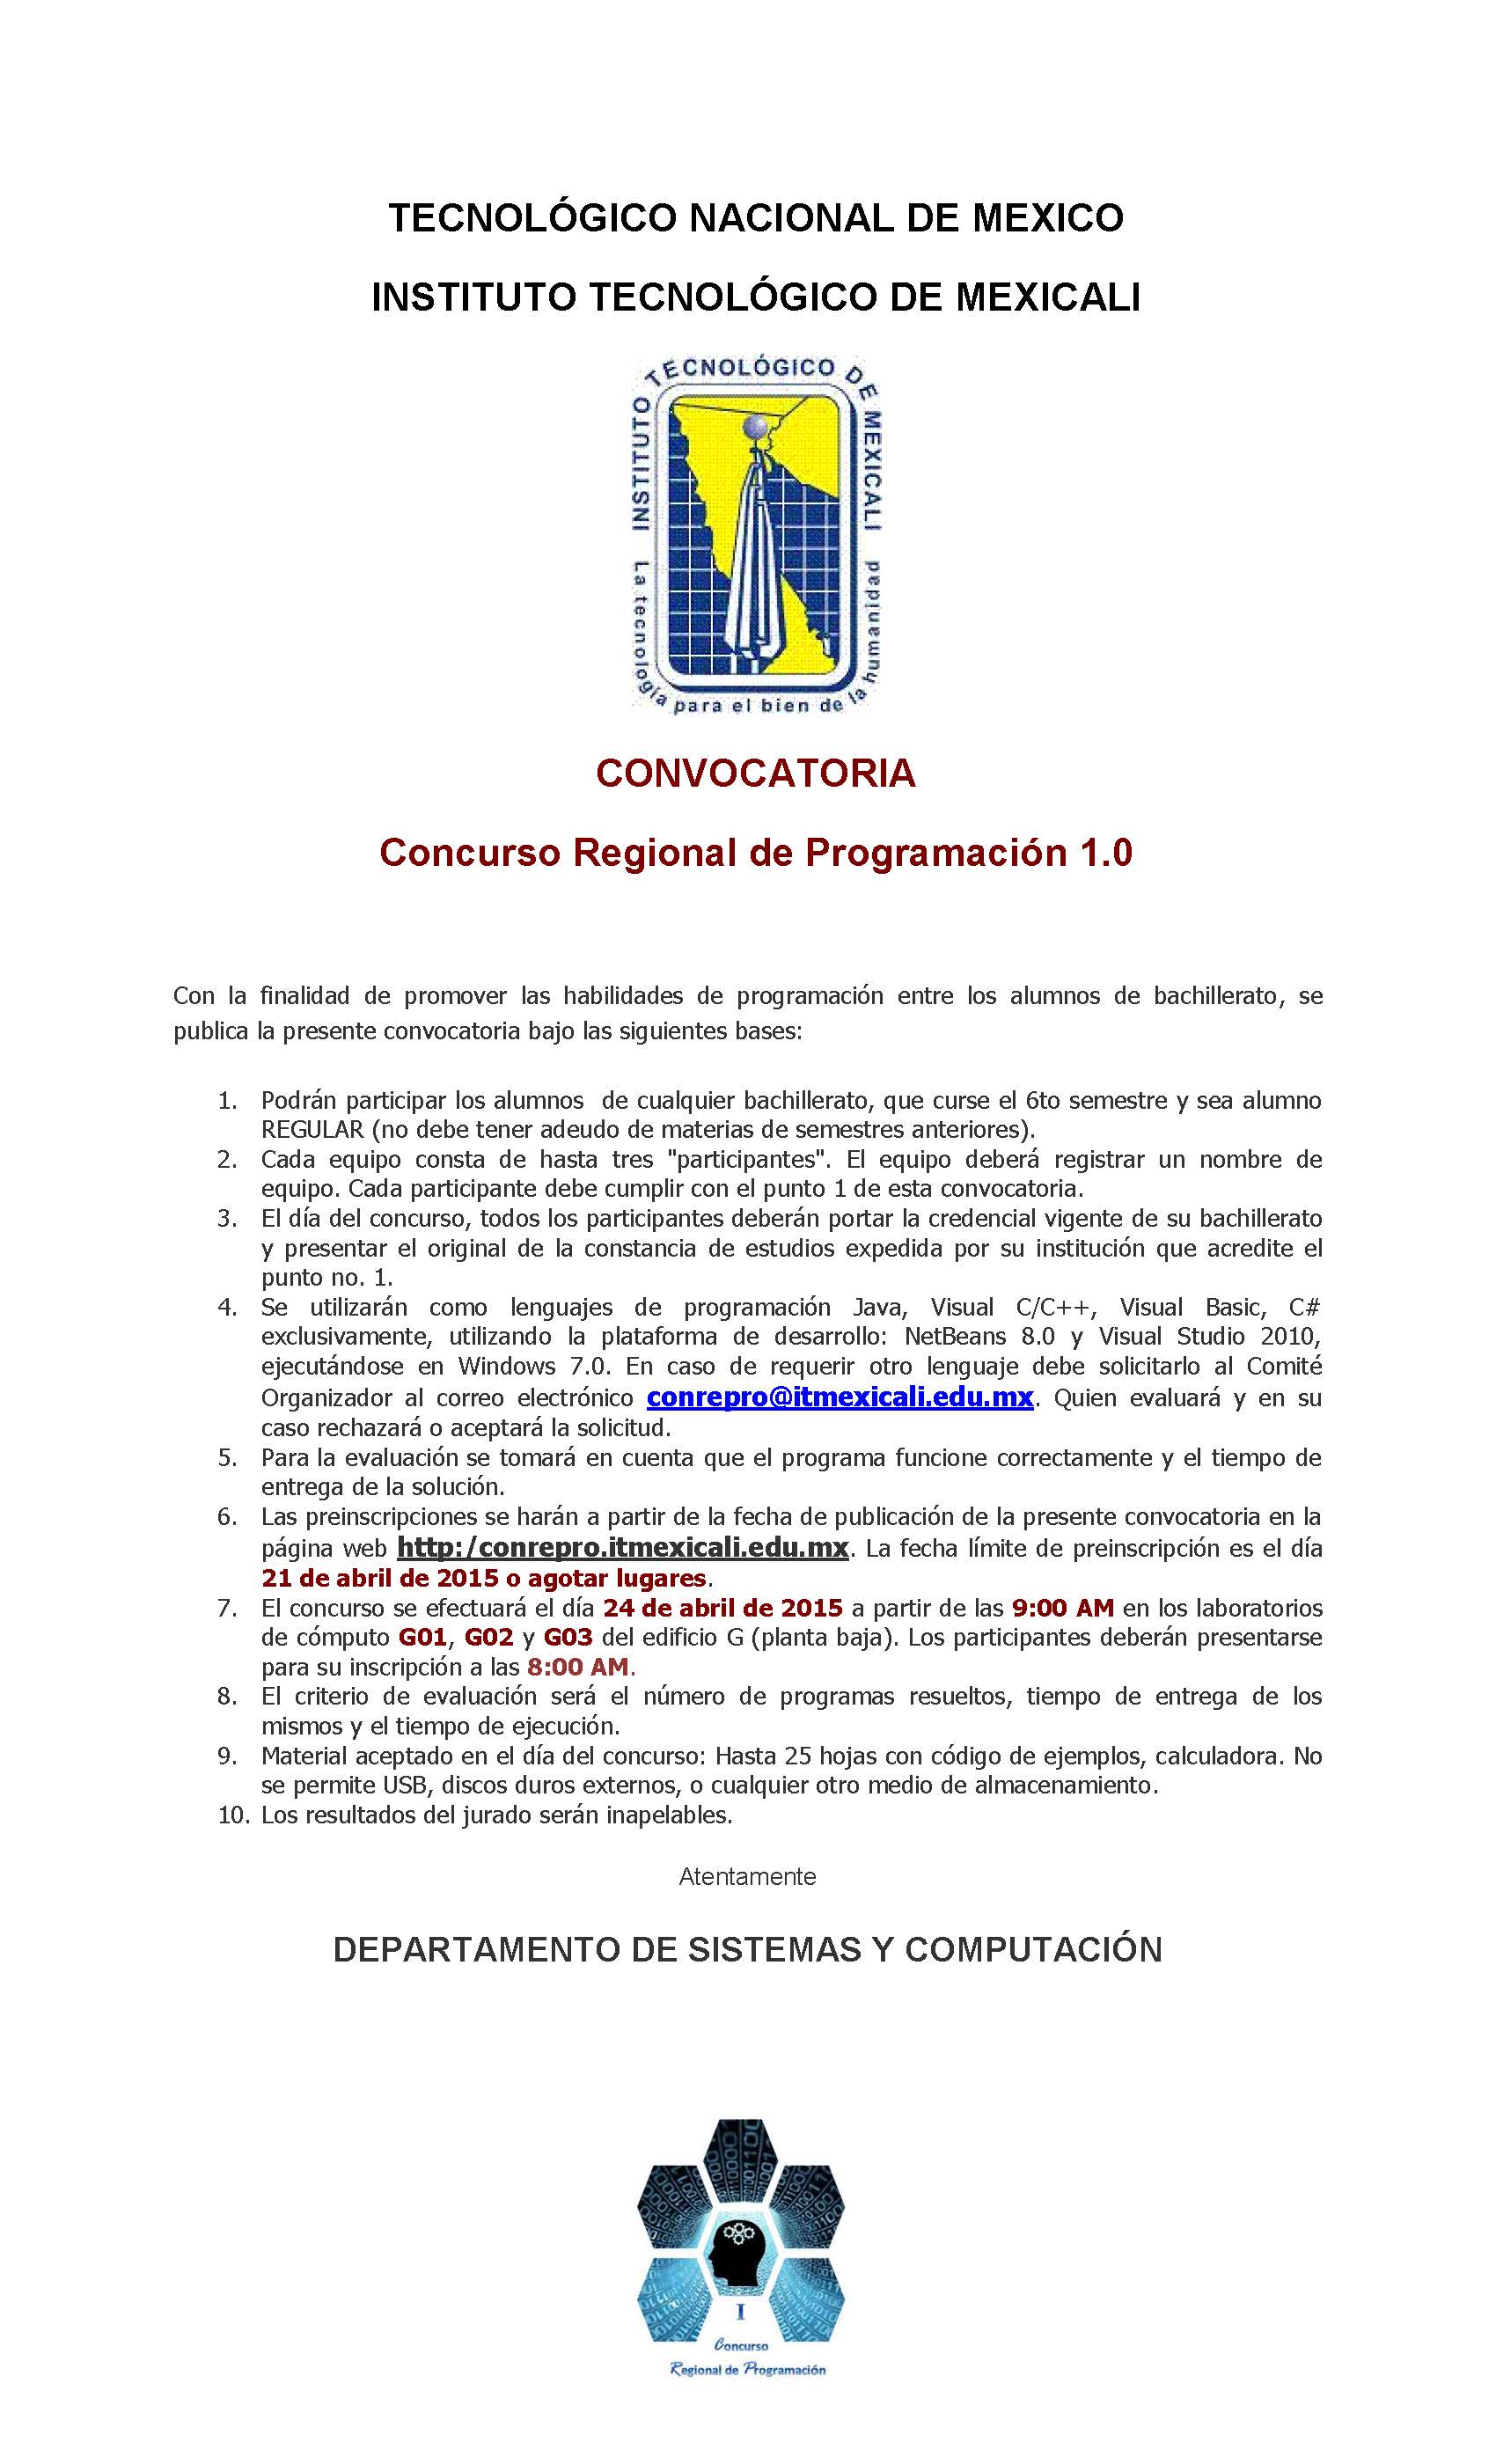 TECNOLÓGICO NACIONAL DE MEXICO
INSTITUTO TECNOLÓGICO DE MEXICALI
INSTITUTO TECNOLÓGICO DE MEXICALI
La tecnología para el bien de la humanidad
CONVOCATORIA
Concurso Regional de Programación 1.0
Con la finalidad de promover las habilidades de programación entre los alumnos de bachillerato, se
publica la presente convocatoria bajo las siguientes bases:
1. Podrán participar los alumnos de cualquier bachillerato, que curse el 6to semestre y sea alumno
REGULAR (no debe tener adeudo de materias de semestres anteriores).
2. Cada equipo consta de hasta tres "participantes". El equipo deberá registrar un nombre de
equipo. Cada participante debe cumplir con el punto 1 de esta convocatoria.
3. El día del concurso, todos los participantes deberán portar la credencial vigente de su bachillerato
y presentar el original de la constancia de estudios expedida por su institución que acredite el
punto no. 1.
4. Se utilizarán como lenguajes de programación Java, Visual C/C++, Visual Basic, C#
exclusivamente, utilizando la plataforma de desarrollo: NetBeans 8.0 y Visual Studio 2010,
ejecutándose en Windows 7.0. En caso de requerir otro lenguaje debe solicitarlo al Comité
Organizador al correo electrónico conrepro@itmexicali.edu.mx. Quien evaluará y en su
caso rechazará o aceptará la solicitud.
5. Para la evaluación se tomará en cuenta que el programa funcione correctamente y el tiempo de
entrega de la solución.
6. Las preinscripciones se harán a partir de la fecha de publicación de la presente convocatoria en la
página web http:/conrepro.itmexicali.edu.mx. La fecha límite de preinscripción es el día
21 de abril de 2015 o agotar lugares.
7. El concurso se efectuará el día 24 de abril de 2015 a partir de las 9:00 AM en los laboratorios
de cómputo G01, G02 y G03 del edificio G (planta baja). Los participantes deberán presentarse
para su inscripción a las 8:00 AM.
8. El criterio de evaluación será el número de programas resueltos, tiempo de entrega de los
mismos y el tiempo de ejecución.
9. Material aceptado en el día del concurso: Hasta 25 hojas con código de ejemplos, calculadora. No
se permite USB, discos duros externos, o cualquier otro medio de almacenamiento.
10. Los resultados del jurado serán inapelables.
Atentamente
DEPARTAMENTO DE SISTEMAS Y COMPUTACIÓN
I
Concurso
Regional de Programación